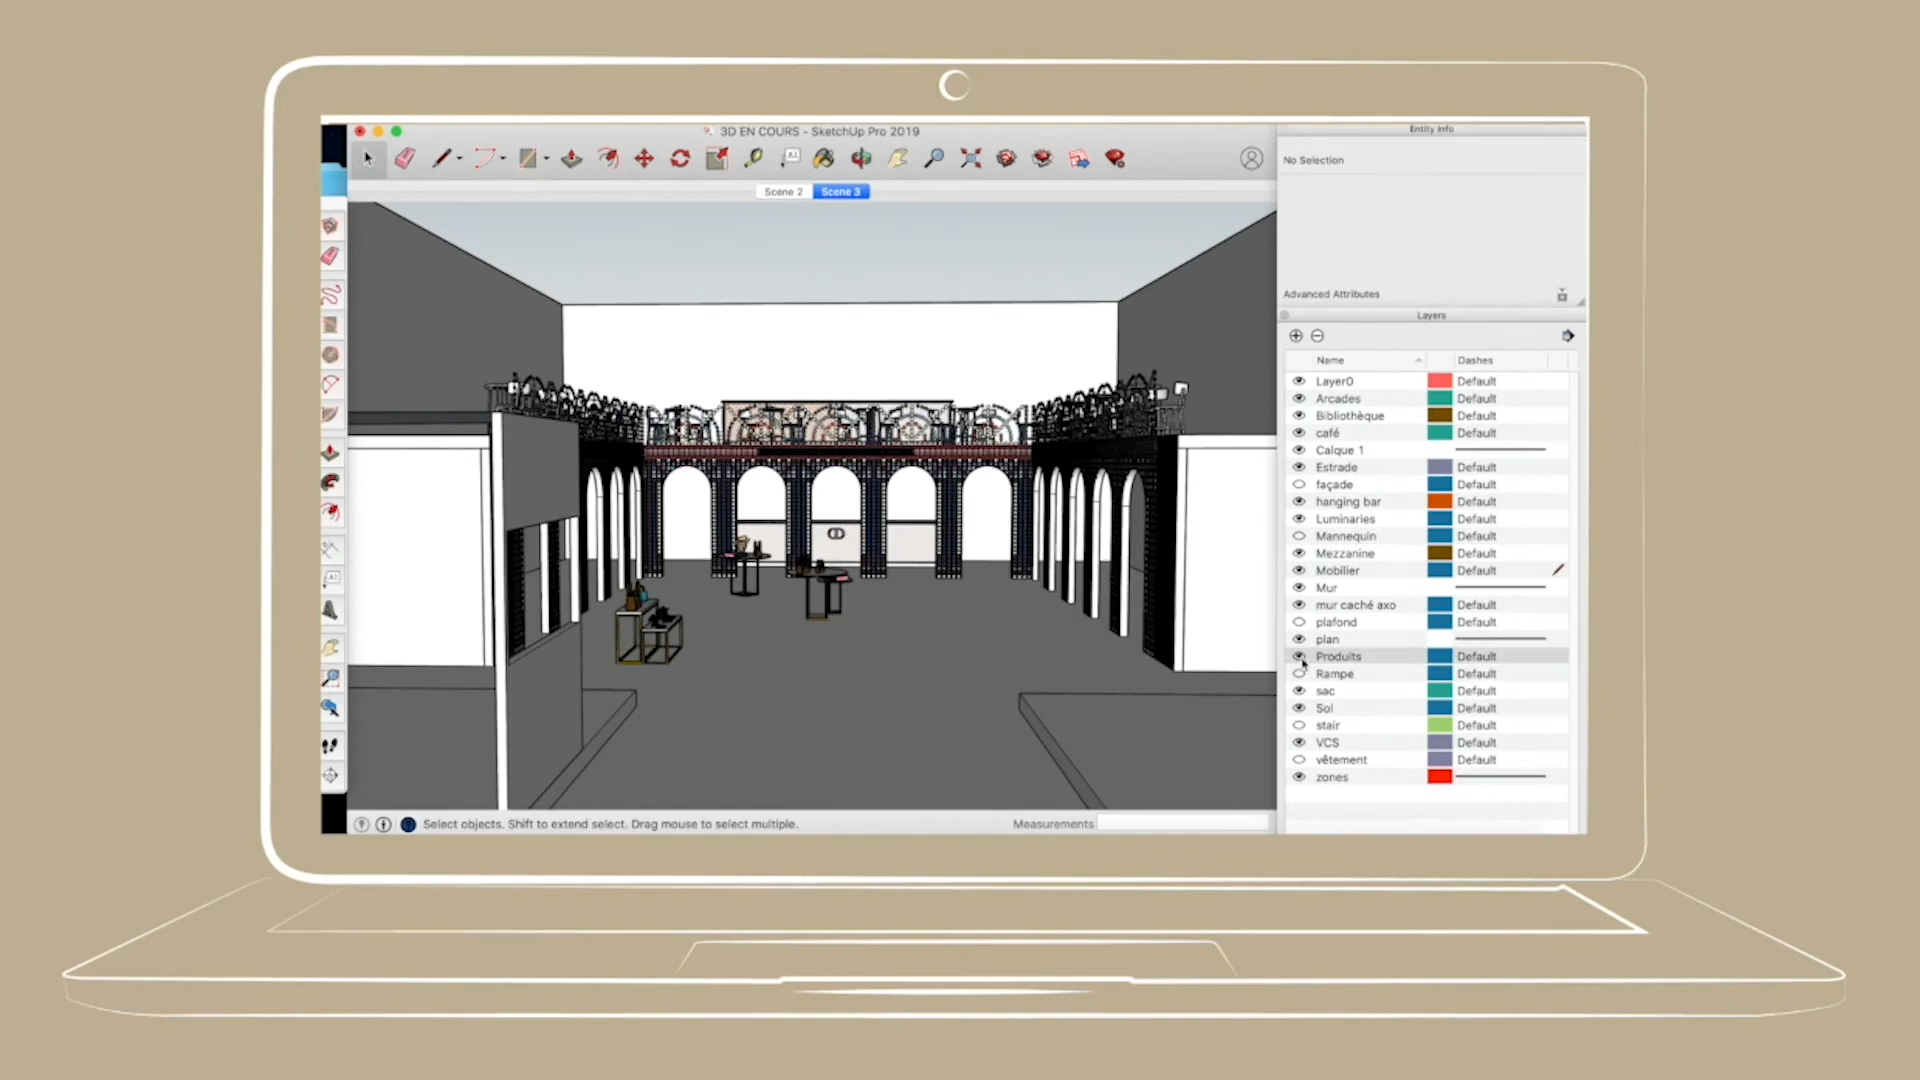 3D EN COURS - SketchUp Pro 2019
Scene 2
Scene 3
Select objects. Shift to extend select. Drag mouse to select multiple.
Measurements
Entity Info
No Selection
Advanced Attributes
Layers
Name Dashes
Layer0 Default
Arcades Default
Bibliothèque Default
café Default
Calque 1
Estrade Default
façade Default
hanging bar Default
Luminaries Default
Mannequin Default
Mezzanine Default
Mobilier Default
Mur
mur caché axo Default
plafond Default
plan
Produits Default
Rampe Default
sac Default
Sol Default
stair Default
VCS Default
vêtement Default
zones